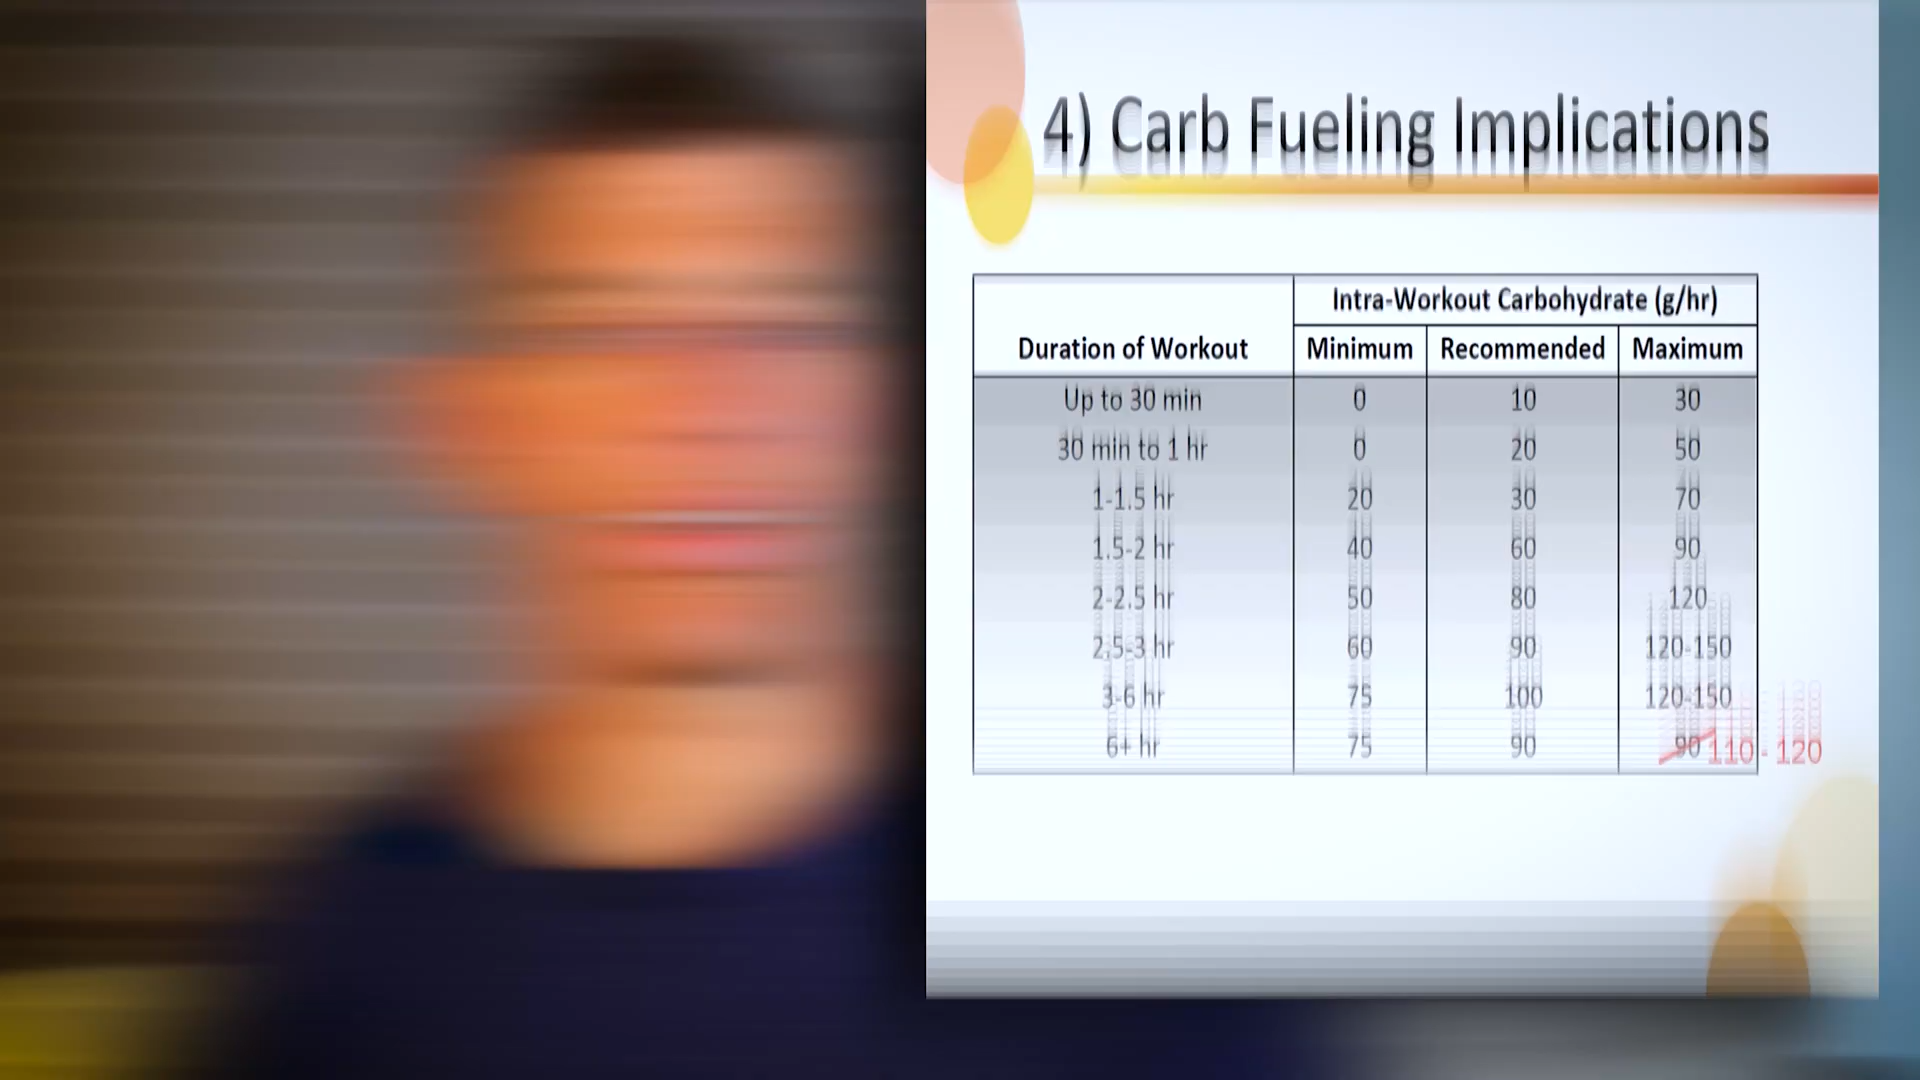 4) Carb Fueling Implications
Intra-Workout Carbohydrate (g/hr)
Duration of Workout Minimum Recommended Maximum
Up to 30 min 0 10 30
30 min to 1 hr 0 20 50
1-1.5 hr 20 30 70
1.5-2 hr 40 60 90
2-2.5 hr 50 80 120
2.5-3 hr 60 90 120-150
3-6 hr 75 100 120-150
6+ hr 75 90 90 110 - 120